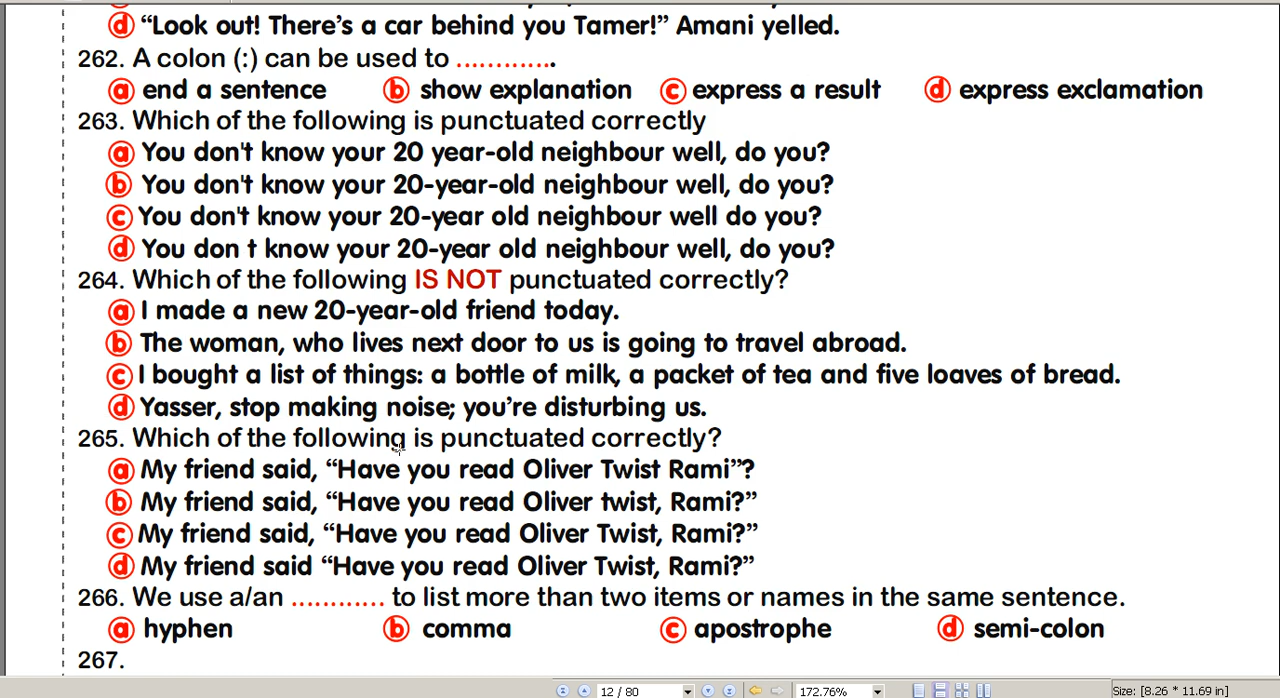 ⓓ “Look out! There’s a car behind you Tamer!” Amani yelled.
262. A colon (:) can be used to .............
ⓐ end a sentence ⓑ show explanation ⓒ express a result ⓓ express exclamation
263. Which of the following is punctuated correctly
ⓐ You don't know your 20 year-old neighbour well, do you?
ⓑ You don't know your 20-year-old neighbour well, do you?
ⓒ You don't know your 20-year old neighbour well do you?
ⓓ You don t know your 20-year old neighbour well, do you?
264. Which of the following IS NOT punctuated correctly?
ⓐ I made a new 20-year-old friend today.
ⓑ The woman, who lives next door to us is going to travel abroad.
ⓒ I bought a list of things: a bottle of milk, a packet of tea and five loaves of bread.
ⓓ Yasser, stop making noise; you’re disturbing us.
265. Which of the following is punctuated correctly?
ⓐ My friend said, “Have you read Oliver Twist Rami”?
ⓑ My friend said, “Have you read Oliver twist, Rami?”
ⓒ My friend said, “Have you read Oliver Twist, Rami?”
ⓓ My friend said “Have you read Oliver Twist, Rami?”
266. We use a/an ............ to list more than two items or names in the same sentence.
ⓐ hyphen ⓑ comma ⓒ apostrophe ⓓ semi-colon
267.
12 / 80 172.76% Size: [8.26 * 11.69 in]